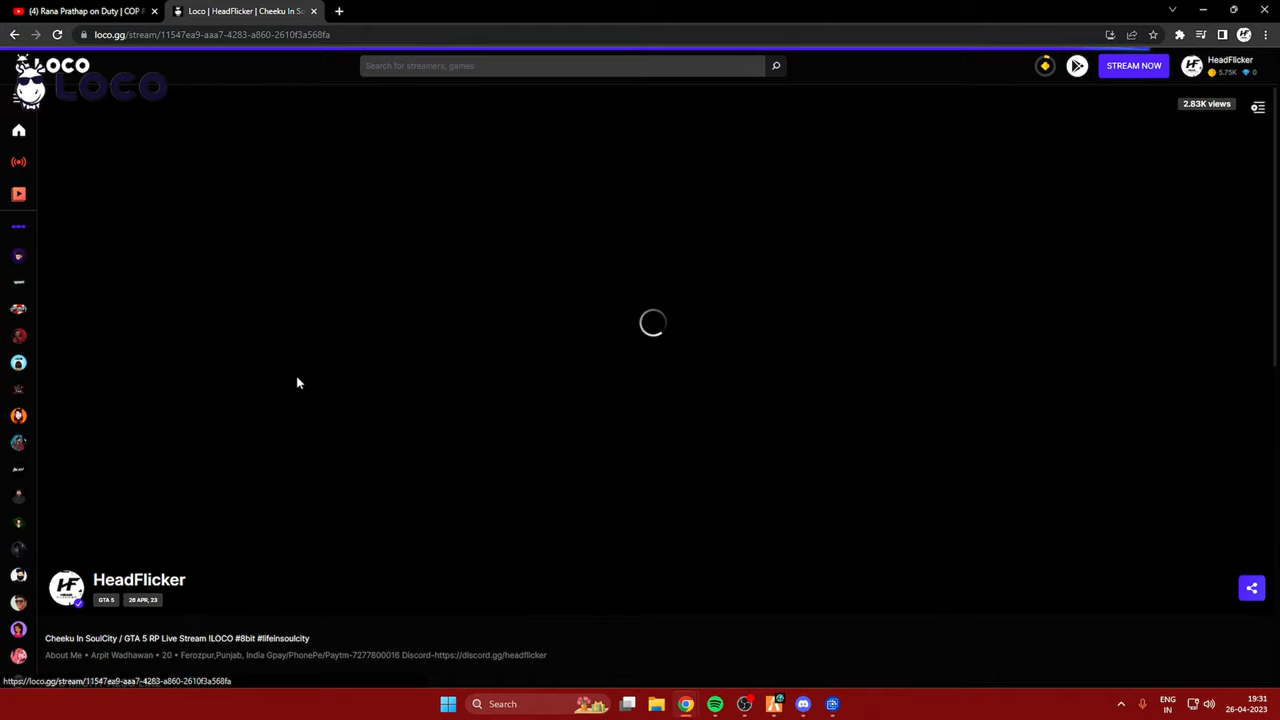 (4) Rana Prathap on Duty | COP R
Loco | HeadFlicker | Cheeku In So
loco.gg/stream/11547ea9-aaa7-4283-a860-2610f3a568fa
LOCO
LOCO
Search for streamers, games
STREAM NOW
HeadFlicker
5.75K 0
2.83K views
HeadFlicker
GTA 5 26 APR, 23
Cheeku In SoulCity / GTA 5 RP Live Stream !LOCO #8bit #lifeinsoulcity
About Me • Arpit Wadhawan • 20 • Ferozpur,Punjab, India Gpay/PhonePe/Paytm-7277800016 Discord-https://discord.gg/headflicker
https://loco.gg/stream/11547ea9-aaa7-4283-a860-2610f3a568fa
Search
ENG
IN
19:31
26-04-2023